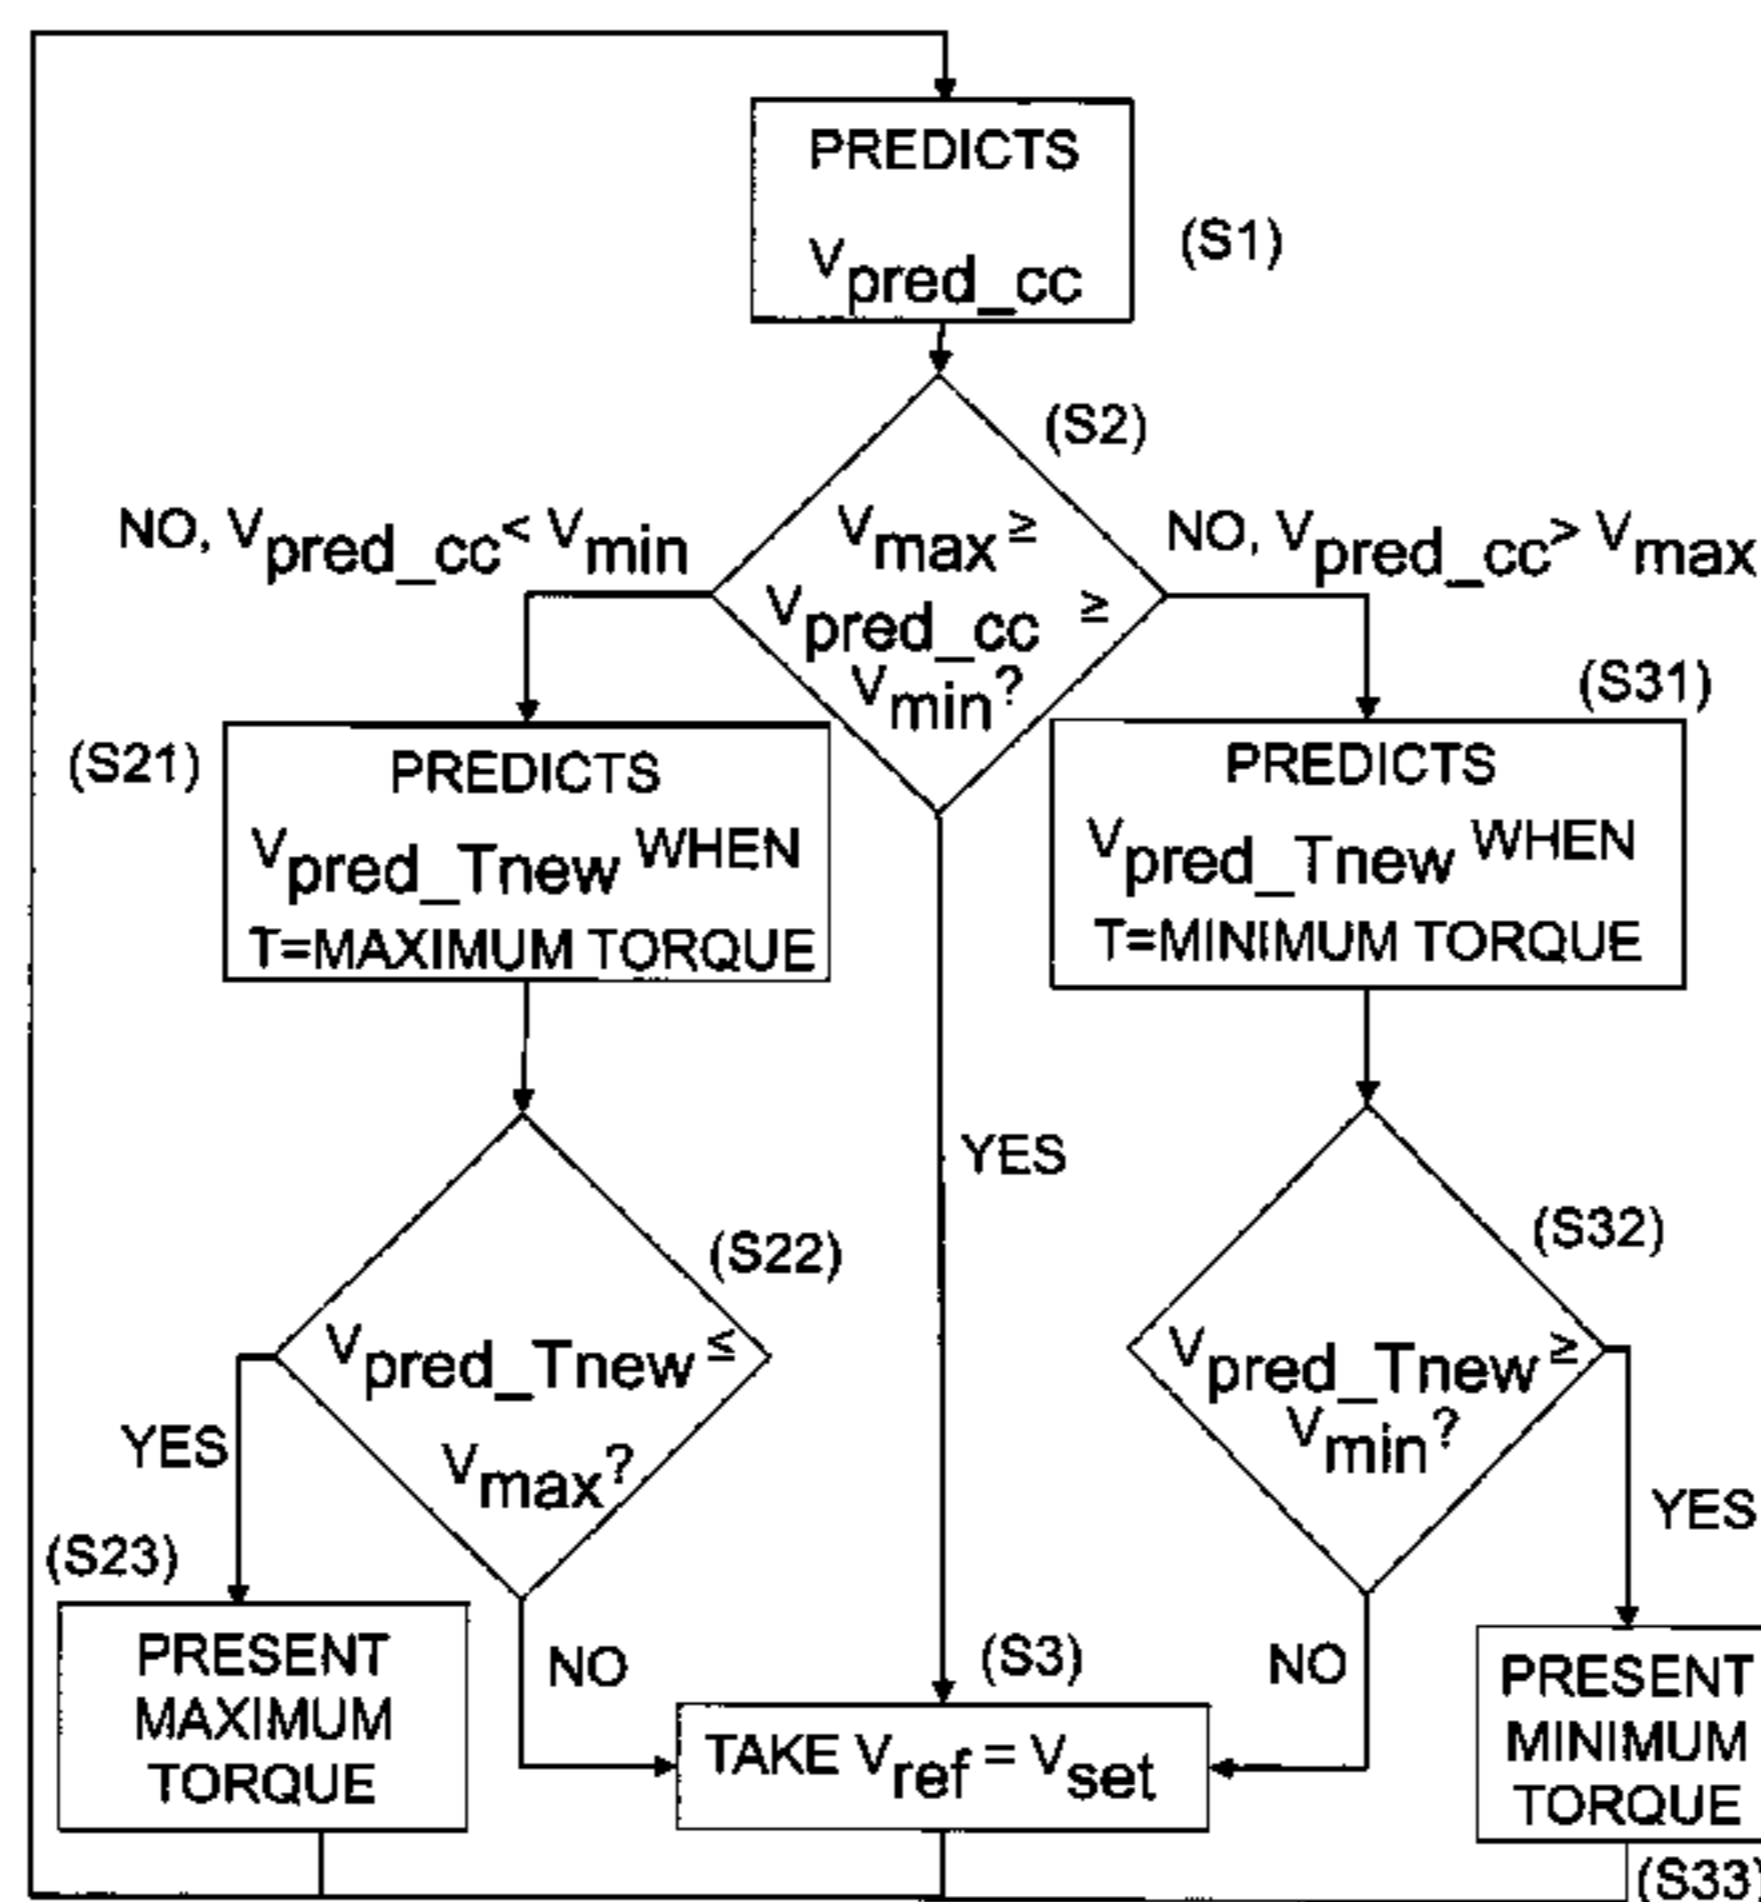 PREDICTS
Vpred_cc
(S1)
(S2)
NO, Vpred_cc < Vmin
Vmax ≥
Vpred_cc ≥
Vmin?
NO, Vpred_cc > Vmax
(S21)
PREDICTS
Vpred_Tnew WHEN
T=MAXIMUM TORQUE
(S31)
PREDICTS
Vpred_Tnew WHEN
T=MINIMUM TORQUE
YES
(S22)
Vpred_Tnew ≤
Vmax?
(S32)
Vpred_Tnew ≥
Vmin?
YES
YES
(S23)
PRESENT
MAXIMUM
TORQUE
NO
(S3)
TAKE Vref = Vset
NO
PRESENT
MINIMUM
TORQUE
(S33)